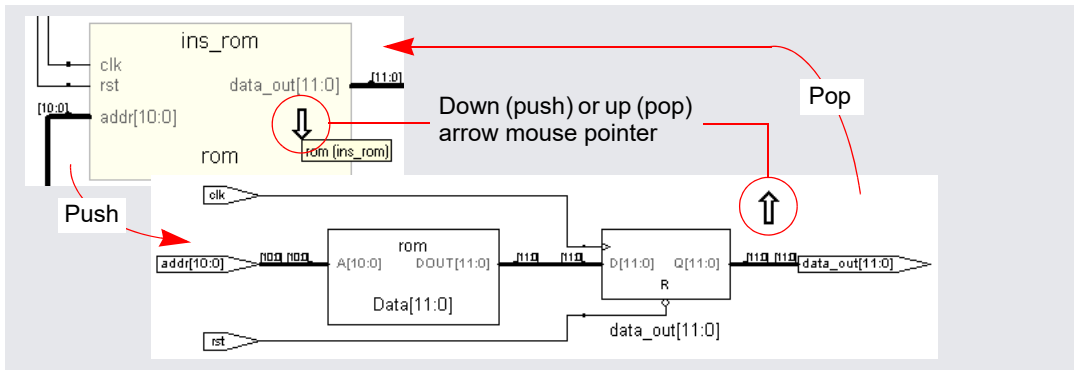 ins_rom
clk
rst
data_out[11:0]
[11:0]
[10:0]
addr[10:0]
rom
rom (ins_rom)
Down (push) or up (pop)
arrow mouse pointer
Pop
Push
clk
addr[10:0]
[10:0] [10:0]
rom
A[10:0] DOUT[11:0]
Data[11:0]
[11:0] [11:0]
D[11:0] Q[11:0]
R
data_out[11:0]
[11:0] [11:0]
data_out[11:0]
rst